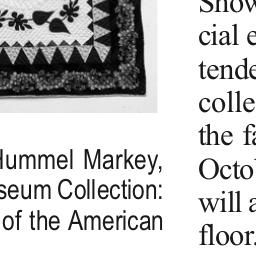 Hummel Markey,
seum Collection:
of the American
Show
cial e
tende
colle
the fa
Octo
will a
floor.